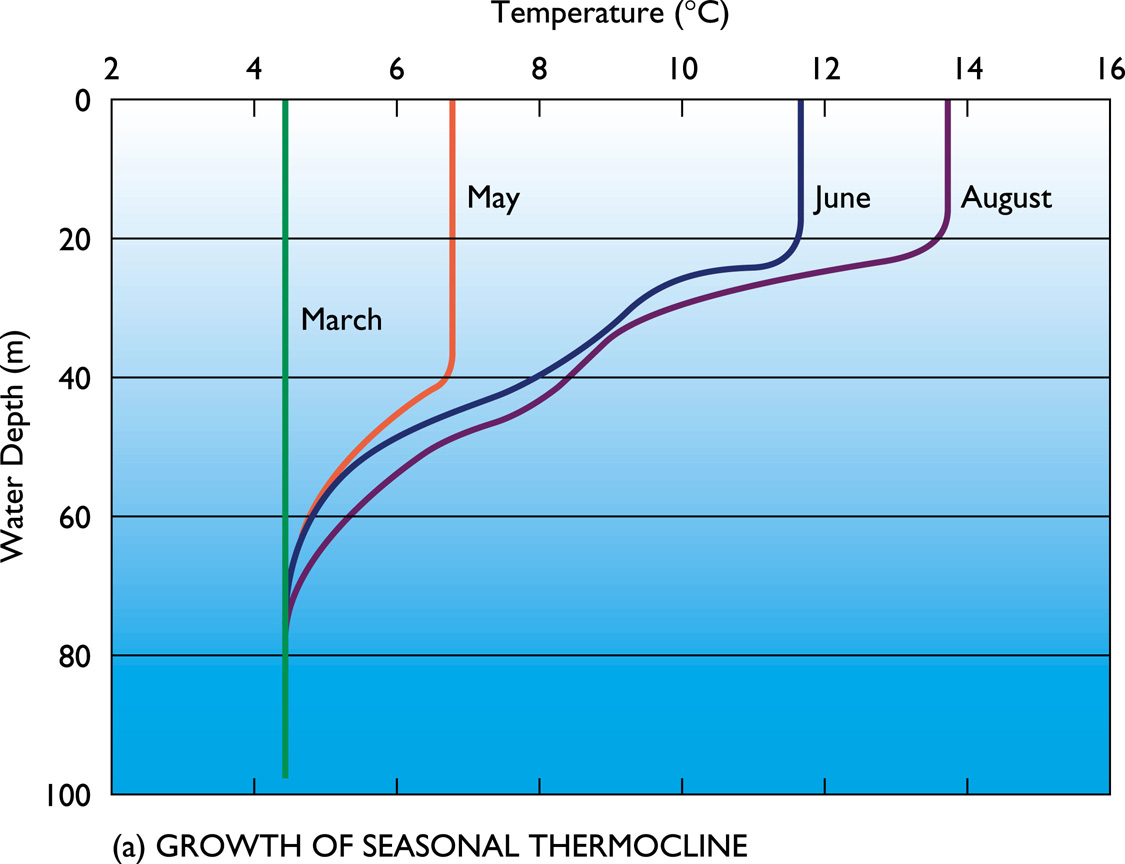 Temperature (°C)
2 4 6 8 10 12 14 16
0
May June August
20
March
Water Depth (m)
40
60
80
100
(a) GROWTH OF SEASONAL THERMOCLINE